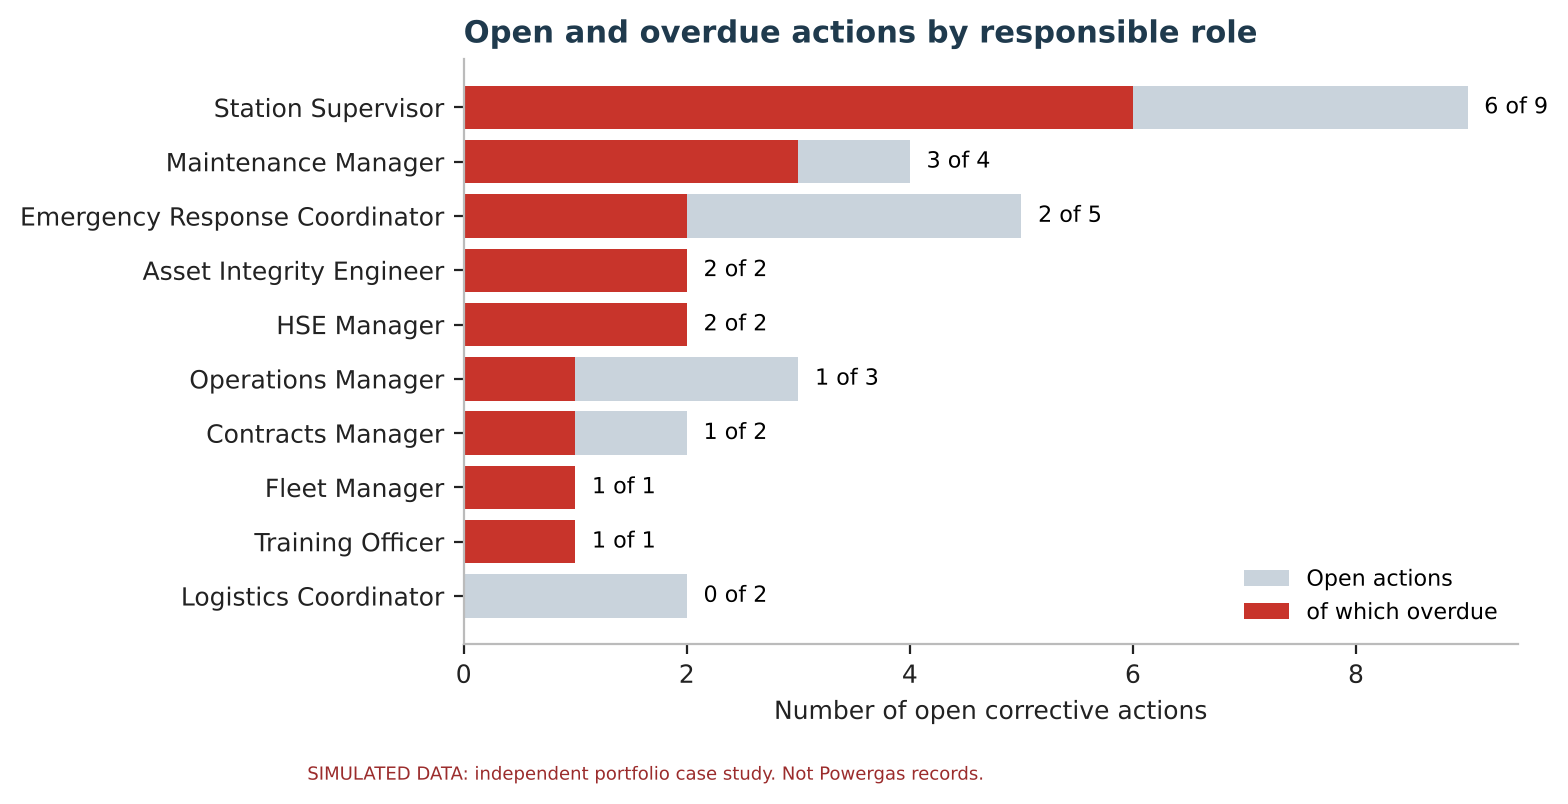 Open and overdue actions by responsible role
Station Supervisor 6 of 9
Maintenance Manager 3 of 4
Emergency Response Coordinator 2 of 5
Asset Integrity Engineer 2 of 2
HSE Manager 2 of 2
Operations Manager 1 of 3
Contracts Manager 1 of 2
Fleet Manager 1 of 1
Training Officer 1 of 1
Logistics Coordinator 0 of 2
Open actions
of which overdue
0 2 4 6 8
Number of open corrective actions
SIMULATED DATA: independent portfolio case study. Not Powergas records.